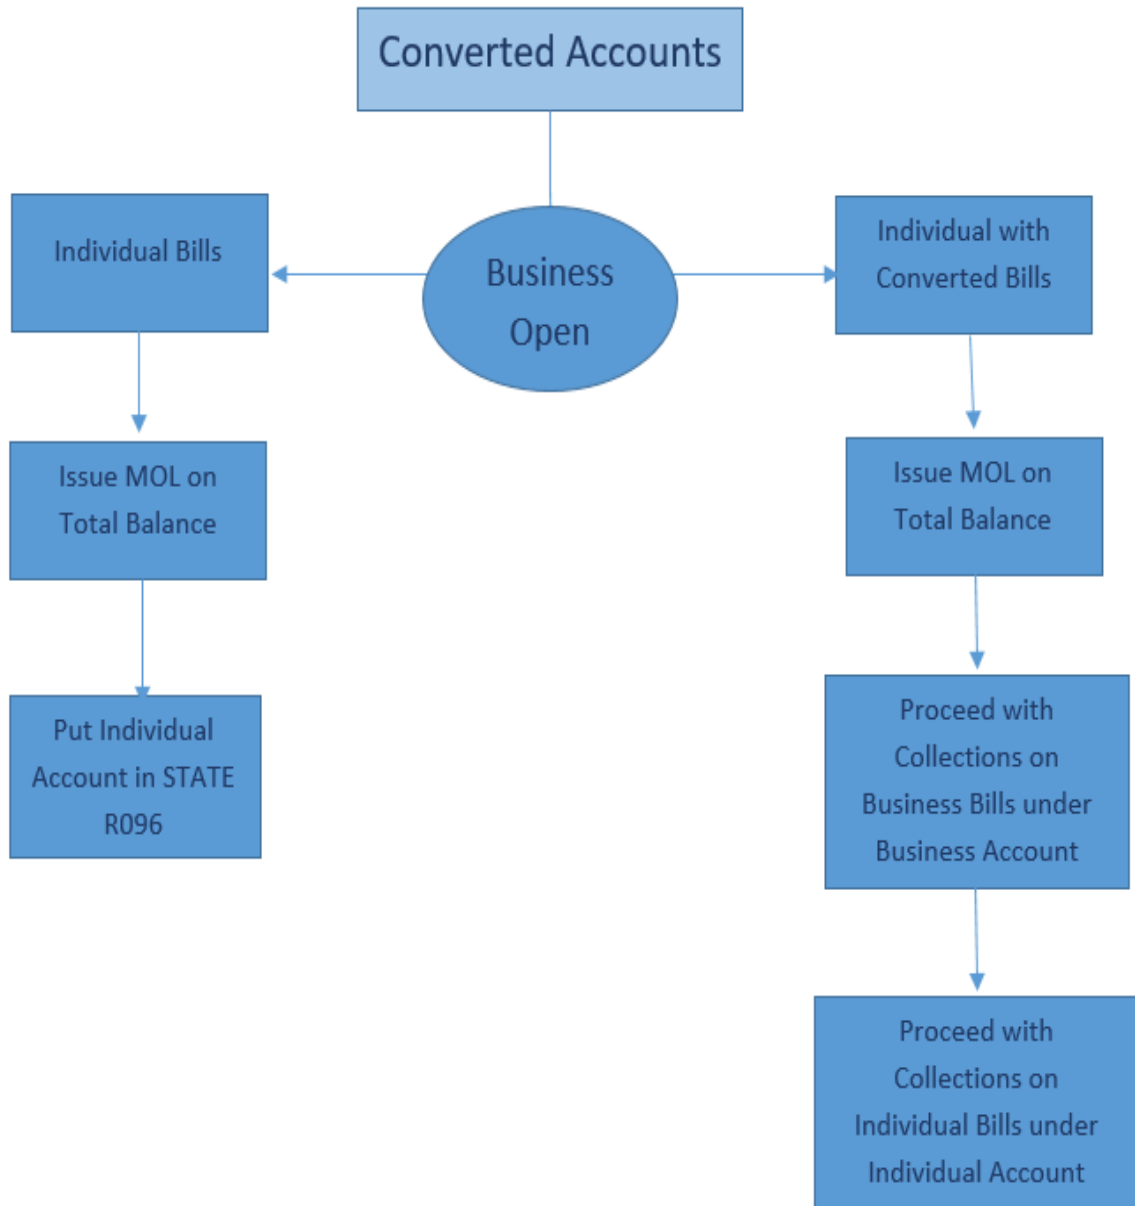 Converted Accounts
Business
Open
Individual Bills
Issue MOL on
Total Balance
Put Individual
Account in STATE
R096
Individual with
Converted Bills
Issue MOL on
Total Balance
Proceed with
Collections on
Business Bills under
Business Account
Proceed with
Collections on
Individual Bills under
Individual Account